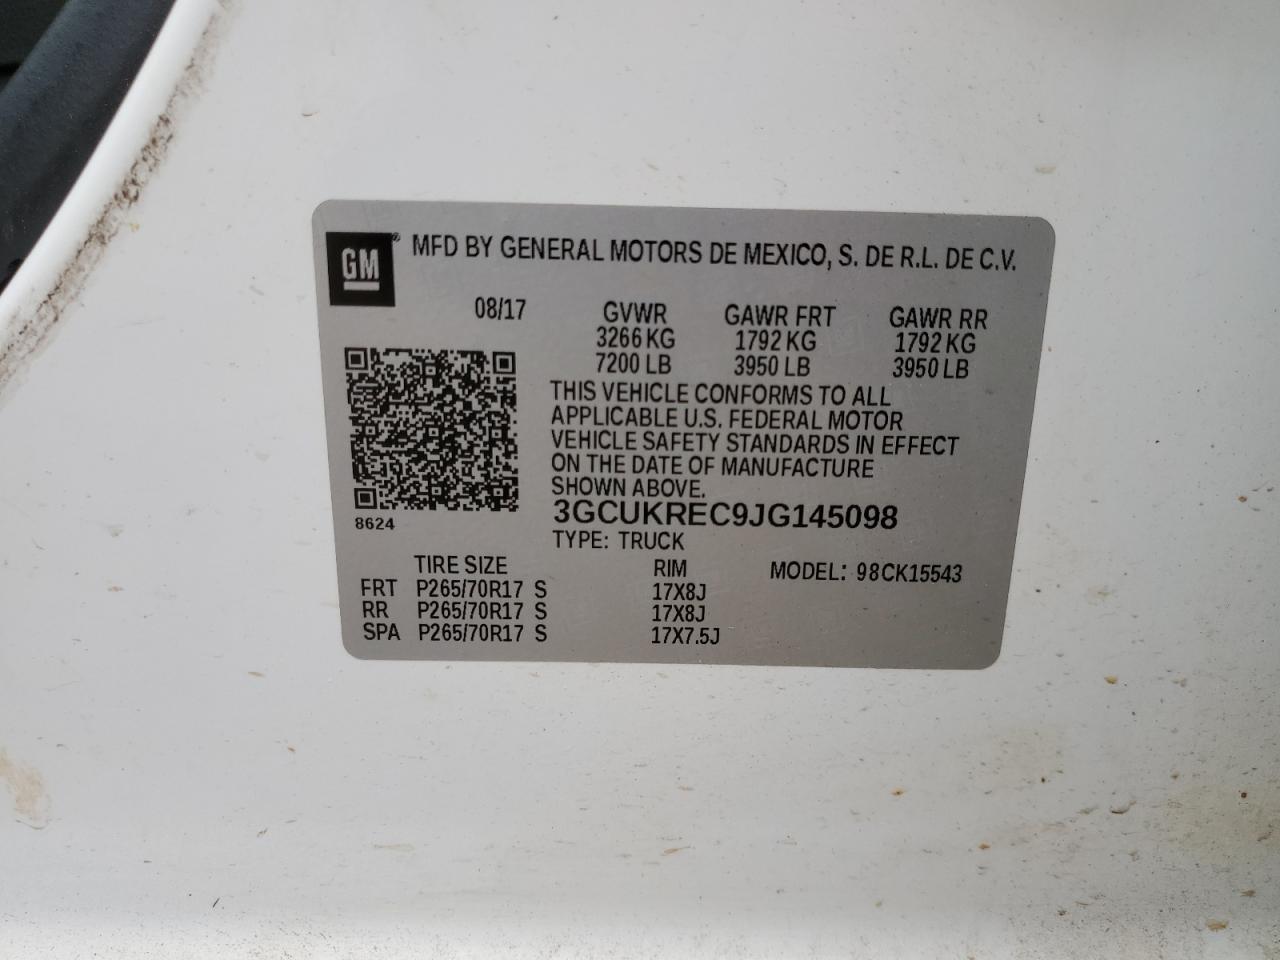 GM® MFD BY GENERAL MOTORS DE MEXICO, S. DE R.L. DE C.V.
08/17 GVWR GAWR FRT GAWR RR
3266 KG 1792 KG 1792 KG
7200 LB 3950 LB 3950 LB
THIS VEHICLE CONFORMS TO ALL
APPLICABLE U.S. FEDERAL MOTOR
VEHICLE SAFETY STANDARDS IN EFFECT
ON THE DATE OF MANUFACTURE
SHOWN ABOVE.
3GCUKREC9JG145098
8624
TYPE: TRUCK
TIRE SIZE RIM MODEL: 98CK15543
FRT P265/70R17 S 17X8J
RR P265/70R17 S 17X8J
SPA P265/70R17 S 17X7.5J